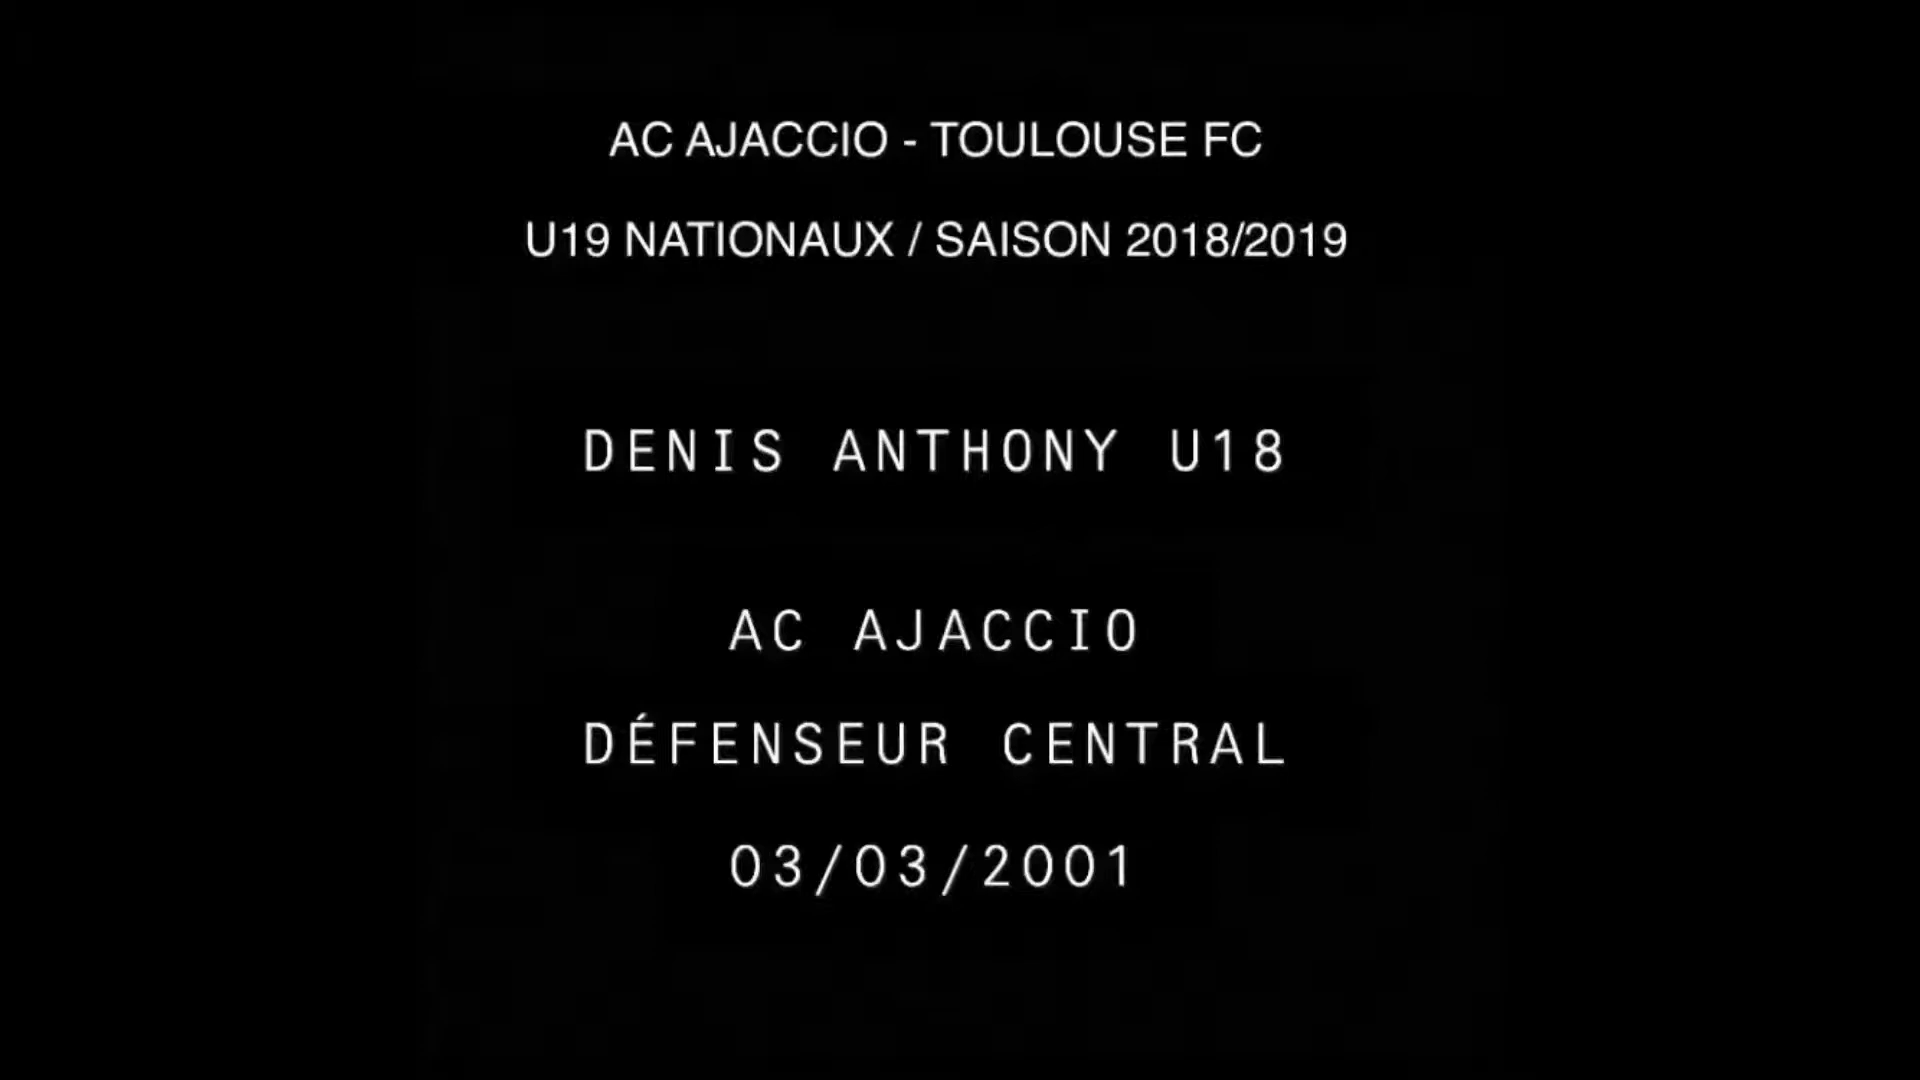 AC AJACCIO - TOULOUSE FC
U19 NATIONAUX / SAISON 2018/2019
DENIS ANTHONY U18
AC AJACCIO
DÉFENSEUR CENTRAL
03/03/2001